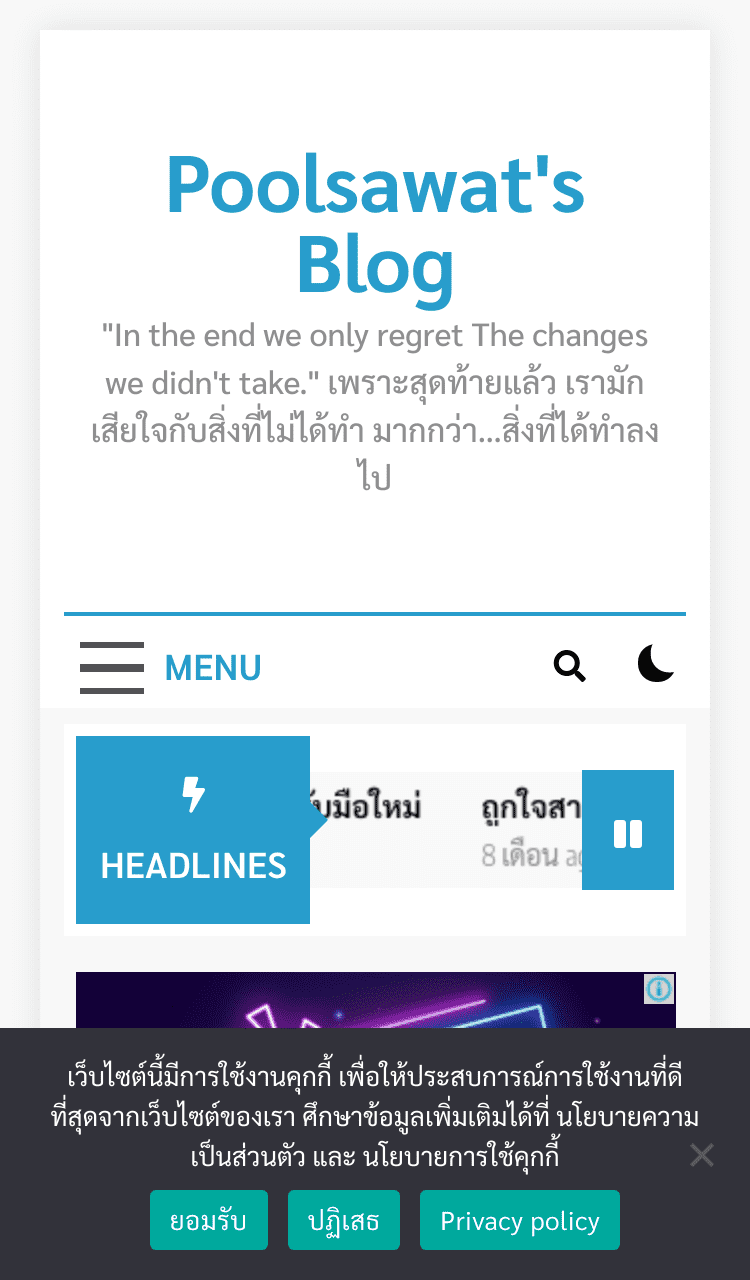 Poolsawat's
Blog
"In the end we only regret The changes
we didn't take." เพราะสุดท้ายแล้ว เรามัก
เสียใจกับสิ่งที่ไม่ได้ทำ มากกว่า...สิ่งที่ได้ทำลง
ไป
MENU
HEADLINES
มือใหม่
ถูกใจสา
8 เดือน
เว็บไซต์นี้มีการใช้งานคุกกี้ เพื่อให้ประสบการณ์การใช้งานที่ดี
ที่สุดจากเว็บไซต์ของเรา ศึกษาข้อมูลเพิ่มเติมได้ที่ นโยบายความ
เป็นส่วนตัว และ นโยบายการใช้คุกกี้
ยอมรับ
ปฏิเสธ
Privacy policy